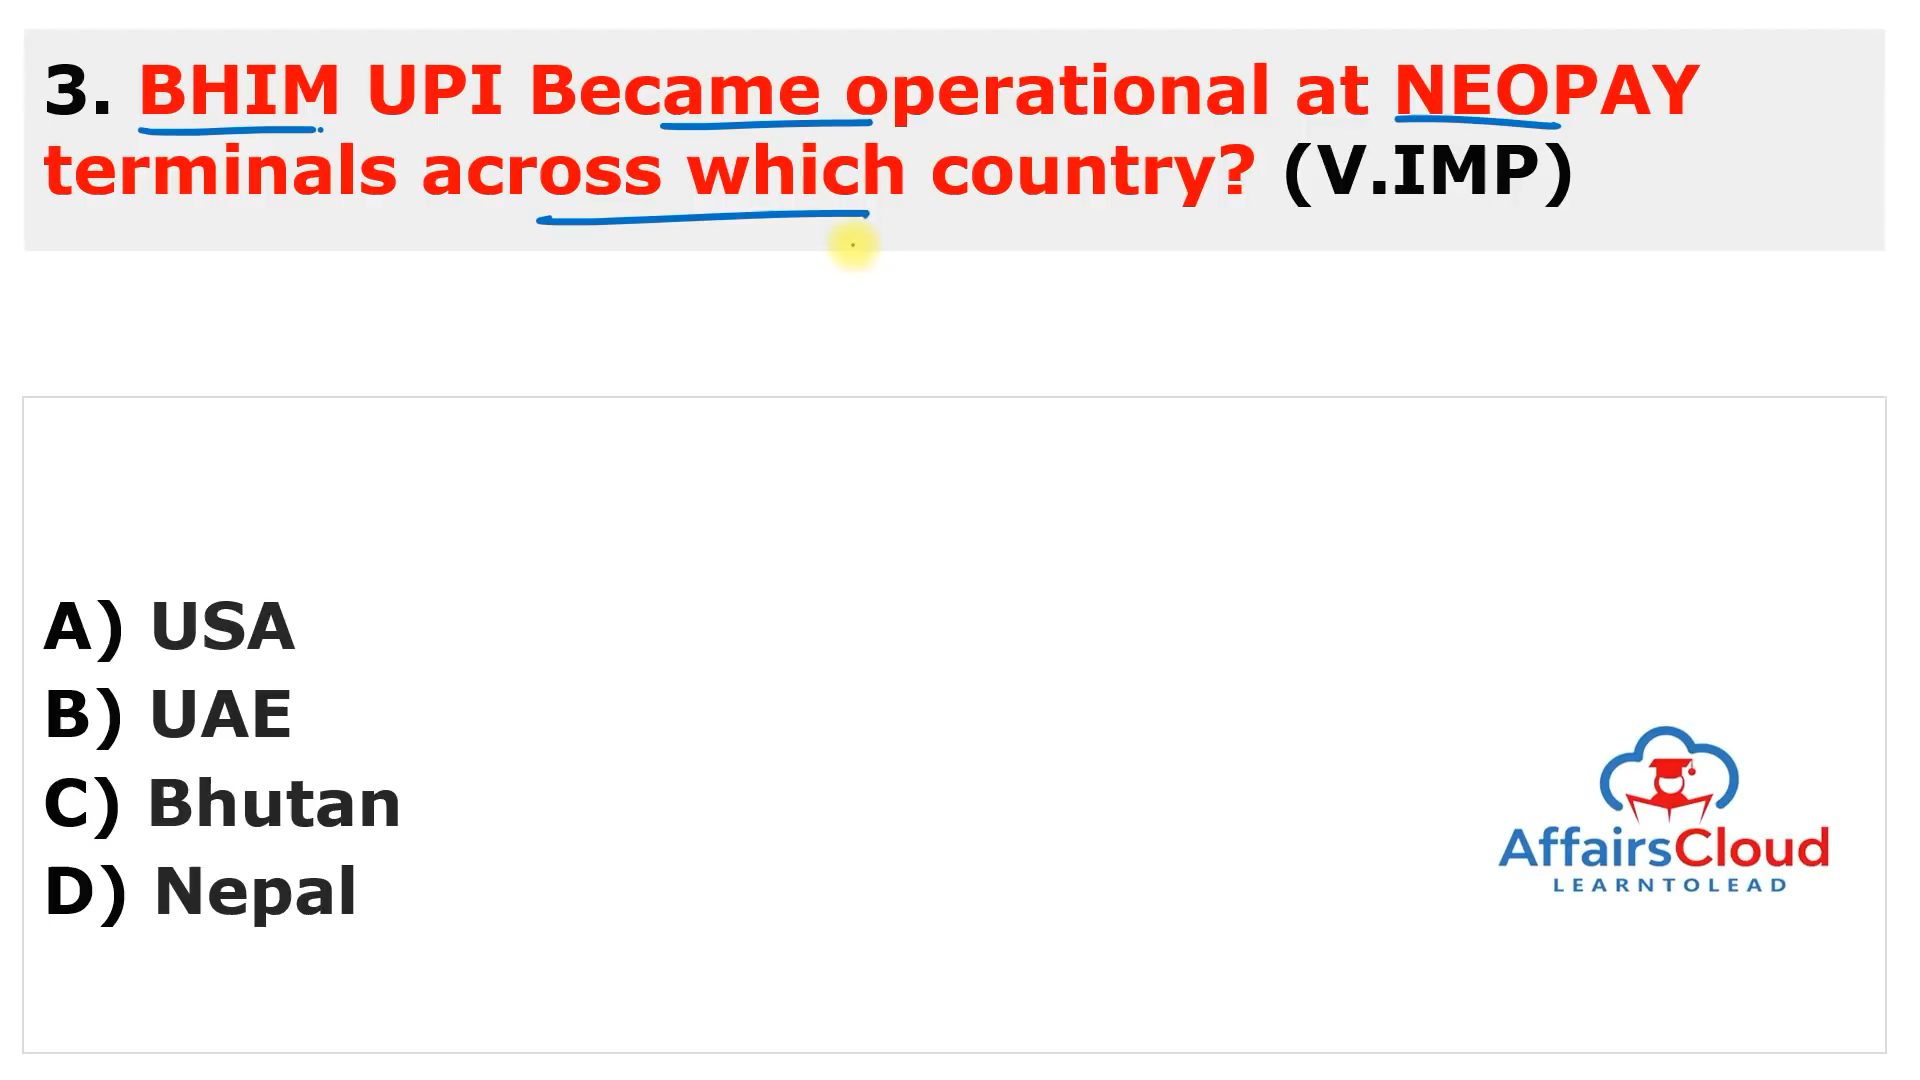 3. BHIM UPI Became operational at NEOPAY
terminals across which country? (V.IMP)
A) USA
B) UAE
C) Bhutan
D) Nepal
AffairsCloud
LEARNTOLEAD